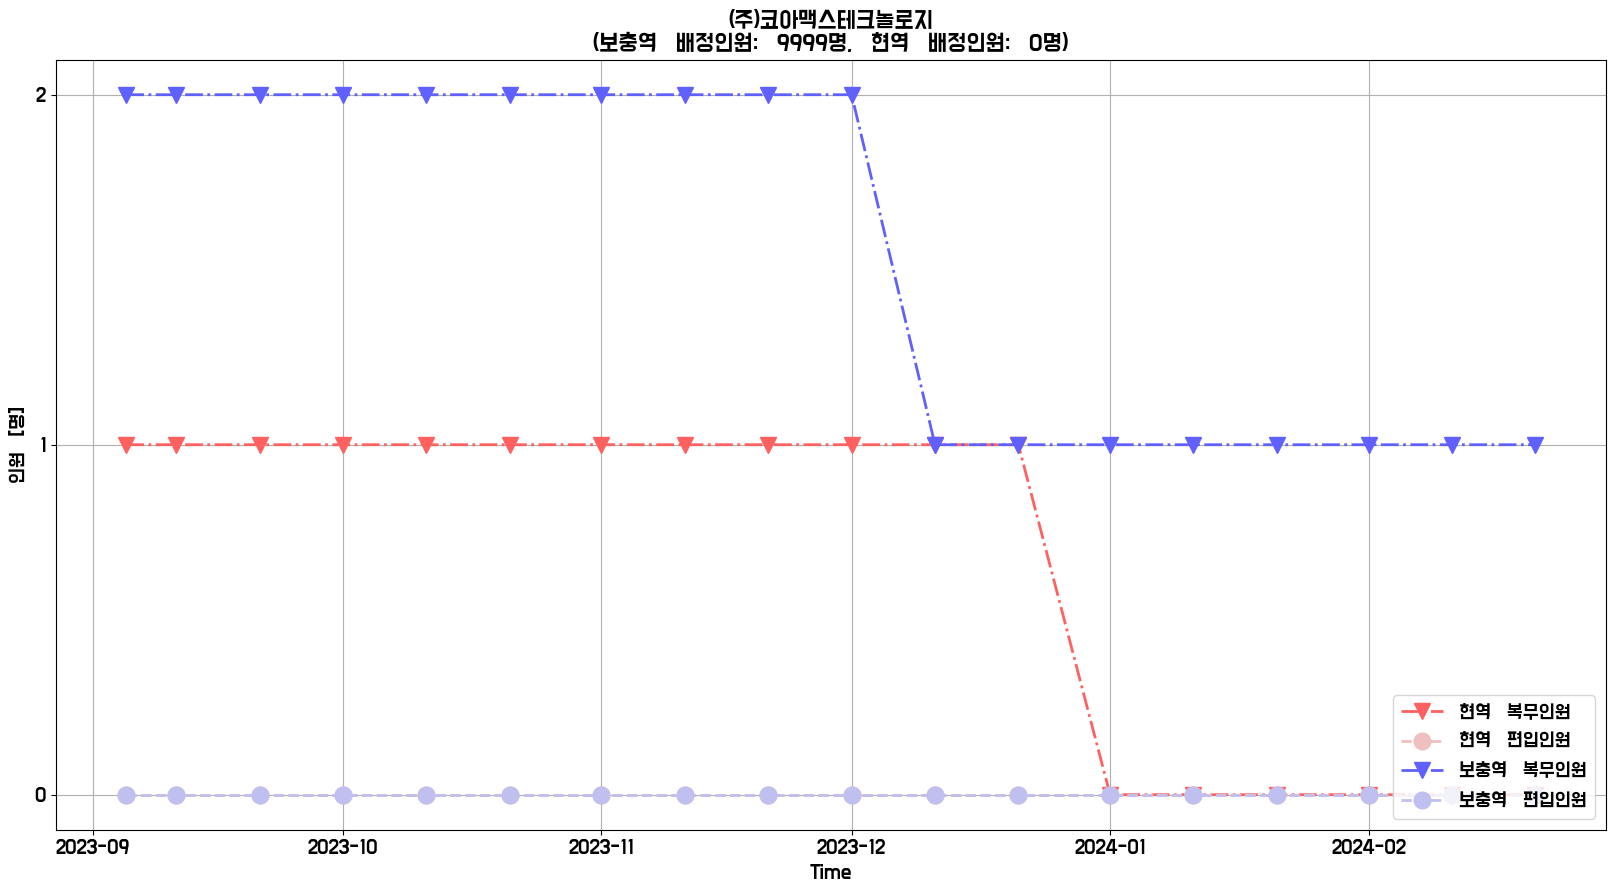 (주)코아맥스테크놀로지
(보충역 배정인원: 9999명, 현역 배정인원: 0명)
인원 [명]
2
1
0
2023-09 2023-10 2023-11 2023-12 2024-01 2024-02
Time
현역 복무인원
현역 편입인원
보충역 복무인원
보충역 편입인원